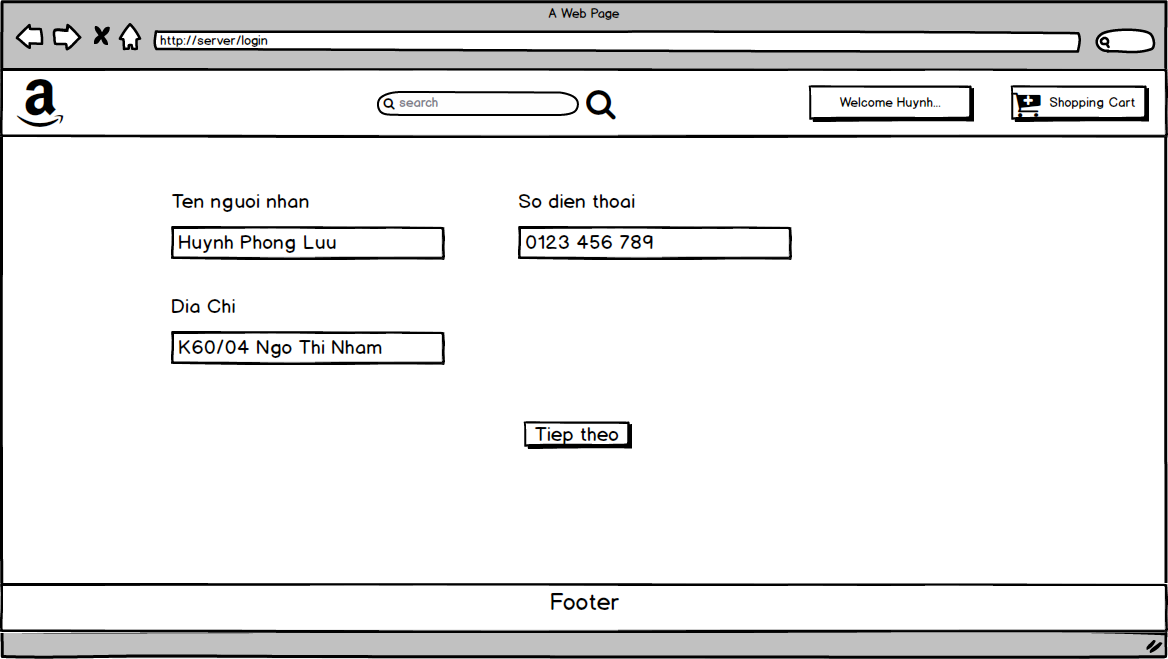 A Web Page
http://server/login
a
search
Welcome Huynh...
Shopping Cart
Ten nguoi nhan
So dien thoai
Huynh Phong Luu
0123 456 789
Dia Chi
K60/04 Ngo Thi Nham
Tiep theo
Footer